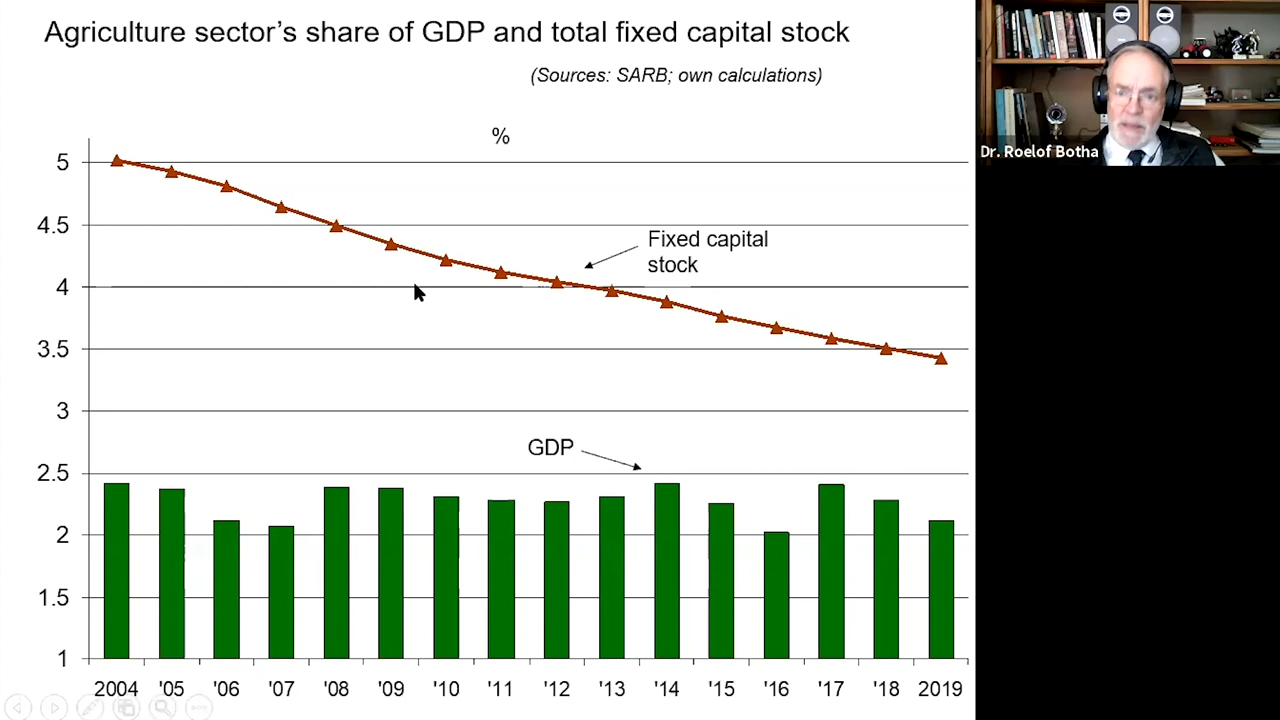 Agriculture sector’s share of GDP and total fixed capital stock
(Sources: SARB; own calculations)
Dr. Roelof Botha
%
5
4.5
4
3.5
3
2.5
2
1.5
1
Fixed capital
stock
GDP
2004 '05 '06 '07 '08 '09 '10 '11 '12 '13 '14 '15 '16 '17 '18 2019